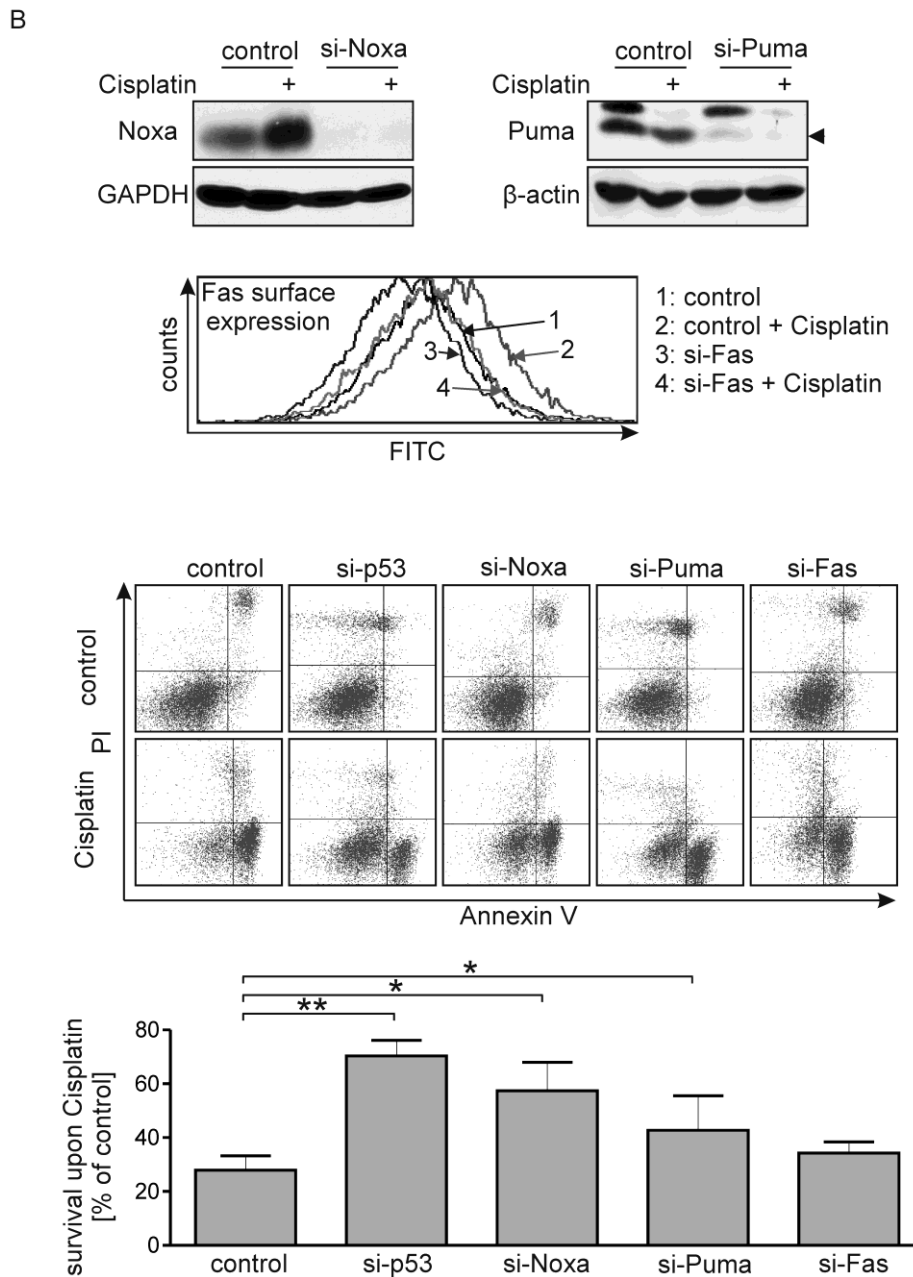 B
control si-Noxa
Cisplatin + +
Noxa
GAPDH
control si-Puma
Cisplatin + +
Puma
β-actin
Fas surface
expression
counts
FITC
1
2
3
4
1: control
2: control + Cisplatin
3: si-Fas
4: si-Fas + Cisplatin
control si-p53 si-Noxa si-Puma si-Fas
control
Cisplatin
PI
Annexin V
*
*
**
survival upon Cisplatin
[% of control]
80
60
40
20
0
control si-p53 si-Noxa si-Puma si-Fas